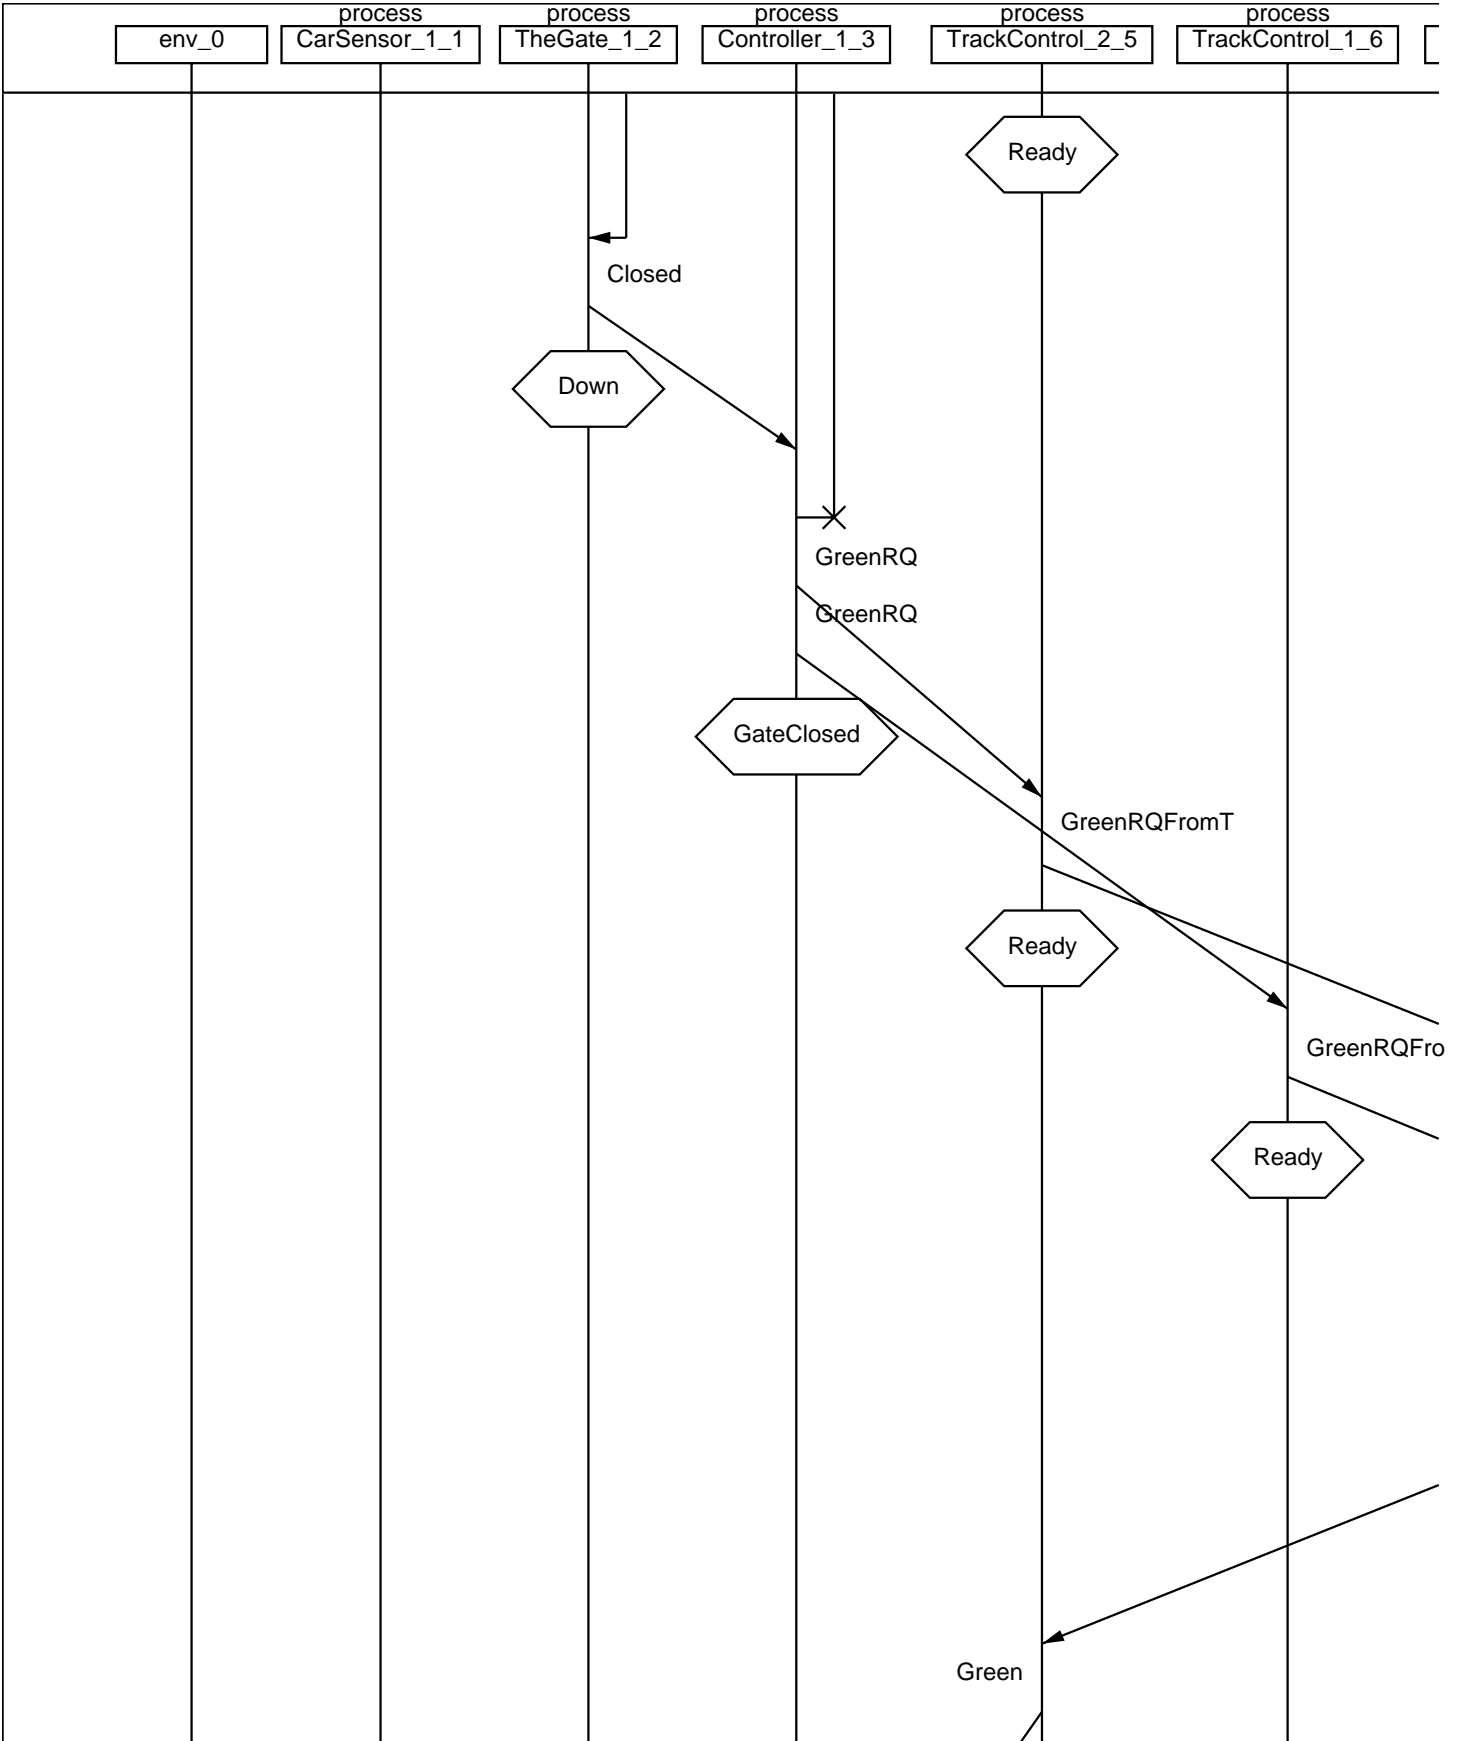 process process process process process
env_0 CarSensor_1_1 TheGate_1_2 Controller_1_3 TrackControl_2_5 TrackControl_1_6
Ready
Closed
Down
GreenRQ
GreenRQ
GateClosed
GreenRQFromT
Ready
GreenRQFro
Ready
Green